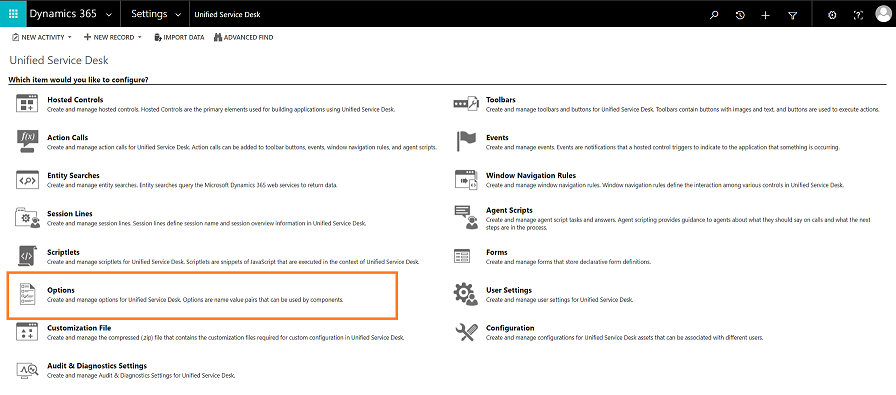 Dynamics 365 Settings Unified Service Desk
NEW ACTIVITY NEW RECORD IMPORT DATA ADVANCED FIND
Unified Service Desk
Which item would you like to configure?
Hosted Controls
Create and manage hosted controls. Hosted Controls are the primary elements used for building applications using Unified Service Desk.
Toolbars
Create and manage toolbars and buttons for Unified Service Desk. Toolbars contain buttons with images and text, and buttons are used to execute actions.
Action Calls
Create and manage action calls for Unified Service Desk. Action calls can be added to toolbar buttons, events, window navigation rules, and agent scripts.
Events
Create and manage events. Events are notifications that a hosted control triggers to indicate to the application that something is occurring.
Entity Searches
Create and manage entity searches. Entity searches query the Microsoft Dynamics 365 web services to return data.
Window Navigation Rules
Create and manage window navigation rules. Window navigation rules define the interaction among various controls in Unified Service Desk.
Session Lines
Create and manage session lines. Session lines define session name and session overview information in Unified Service Desk.
Agent Scripts
Create and manage agent script tasks and answers. Agent scripting provides guidance to agents about what they should say on calls and what the next
steps are in the process.
Scriptlets
Create and manage scriptlets for Unified Service Desk. Scriptlets are snippets of JavaScript that are executed in the context of Unified Service Desk.
Forms
Create and manage forms that store declarative form definitions.
Options
Create and manage options for Unified Service Desk. Options are name value pairs that can be used by components.
User Settings
Create and manage user settings for Unified Service Desk.
Customization File
Create and manage the compressed (.zip) file that contains the customization files required for custom configuration in Unified Service Desk.
Configuration
Create and manage configurations for Unified Service Desk assets that can be associated with different users.
Audit & Diagnostics Settings
Create and manage Audit & Diagnostics Settings for Unified Service Desk.